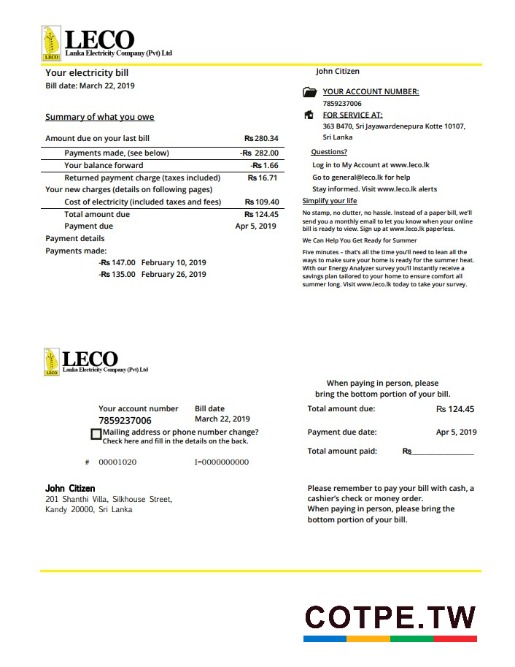 LECO
LECO
Lanka Electricity Company (Pvt) Ltd
Your electricity bill
Bill date: March 22, 2019
Summary of what you owe
Amount due on your last bill Rs 280.34
Payments made, (see below) -Rs 282.00
Your balance forward -Rs 1.66
Returned payment charge (taxes included) Rs 16.71
Your new charges (details on following pages)
Cost of electricity (included taxes and fees) Rs 109.40
Total amount due Rs 124.45
Payment due Apr 5, 2019
Payment details
Payments made:
-Rs 147.00 February 10, 2019
-Rs 135.00 February 26, 2019
John Citizen
YOUR ACCOUNT NUMBER:
7859237006
FOR SERVICE AT:
363 B470, Sri Jayawardenepura Kotte 10107,
Sri Lanka
Questions?
Log in to My Account at www.leco.lk
Go to general@leco.lk for help
Stay informed. Visit www.leco.lk alerts
Simplify your life
No stamp, no clutter, no hassle. Instead of a paper bill, we'll
send you a monthly email to let you know when your online
bill is ready to view. Sign up at www.leco.lk paperless.
We Can Help You Get Ready for Summer
Five minutes – that's all the time you'll need to lean all the
ways to make sure your home is ready for the summer heat.
With our Energy Analyzer survey you'll instantly receive a
savings plan tailored to your home to ensure comfort all
summer long. Visit www.leco.lk today to take your survey.
LECO
LECO
Lanka Electricity Company (Pvt) Ltd
Your account number Bill date
7859237006 March 22, 2019
Mailing address or phone number change?
Check here and fill in the details on the back.
# 00001020 I=0000000000
John Citizen
201 Shanthi Villa, Silkhouse Street,
Kandy 20000, Sri Lanka
When paying in person, please
bring the bottom portion of your bill.
Total amount due: Rs 124.45
Payment due date: Apr 5, 2019
Total amount paid: Rs________________
Please remember to pay your bill with cash, a
cashier's check or money order.
When paying in person, please bring the
bottom portion of your bill.
COTPE.TW